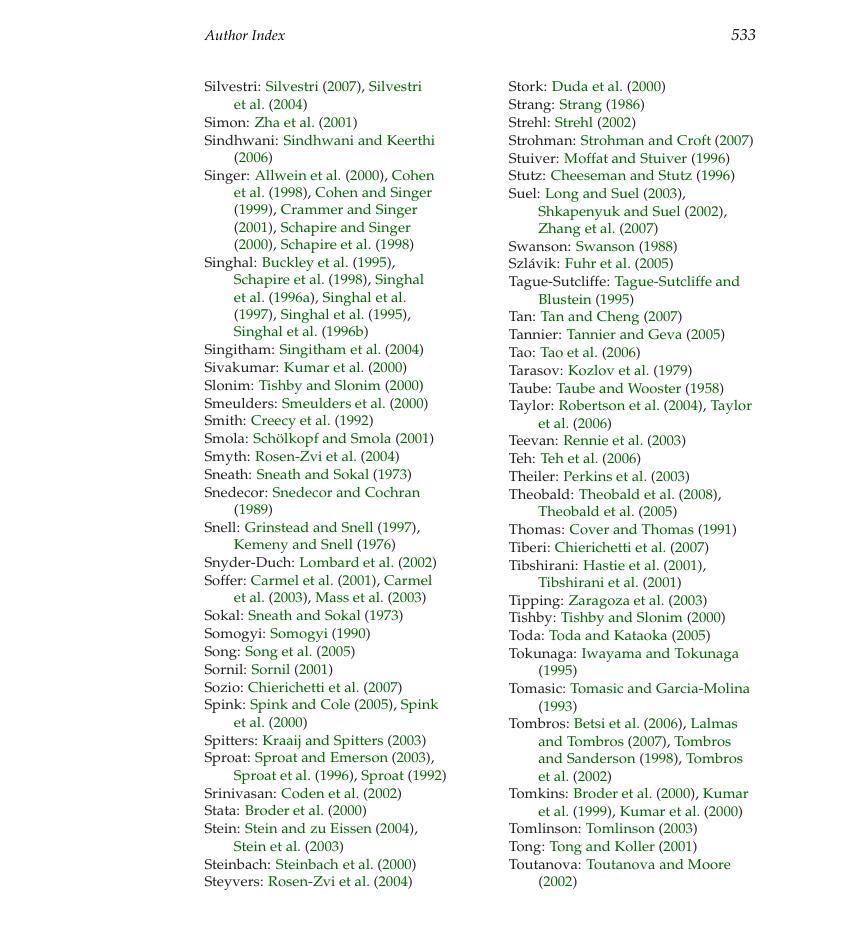 Author Index
533
Silvestri: Silvestri (2007), Silvestri
et al. (2004)
Simon: Zha et al. (2001)
Sindhwani: Sindhwani and Keerthi
(2006)
Singer: Allwein et al. (2000), Cohen
et al. (1998), Cohen and Singer
(1999), Crammer and Singer
(2001), Schapire and Singer
(2000), Schapire et al. (1998)
Singhal: Buckley et al. (1995),
Schapire et al. (1998), Singhal
et al. (1996a), Singhal et al.
(1997), Singhal et al. (1995),
Singhal et al. (1996b)
Singitham: Singitham et al. (2004)
Sivakumar: Kumar et al. (2000)
Slonim: Tishby and Slonim (2000)
Smeulders: Smeulders et al. (2000)
Smith: Creecy et al. (1992)
Smola: Schölkopf and Smola (2001)
Smyth: Rosen-Zvi et al. (2004)
Sneath: Sneath and Sokal (1973)
Snedecor: Snedecor and Cochran
(1989)
Snell: Grinstead and Snell (1997),
Kemeny and Snell (1976)
Snyder-Duch: Lombard et al. (2002)
Soffer: Carmel et al. (2001), Carmel
et al. (2003), Mass et al. (2003)
Sokal: Sneath and Sokal (1973)
Somogyi: Somogyi (1990)
Song: Song et al. (2005)
Sornil: Sornil (2001)
Sozio: Chierichetti et al. (2007)
Spink: Spink and Cole (2005), Spink
et al. (2000)
Spitters: Kraaij and Spitters (2003)
Sproat: Sproat and Emerson (2003),
Sproat et al. (1996), Sproat (1992)
Srinivasan: Coden et al. (2002)
Stata: Broder et al. (2000)
Stein: Stein and zu Eissen (2004),
Stein et al. (2003)
Steinbach: Steinbach et al. (2000)
Steyvers: Rosen-Zvi et al. (2004)
Stork: Duda et al. (2000)
Strang: Strang (1986)
Strehl: Strehl (2002)
Strohman: Strohman and Croft (2007)
Stuiver: Moffat and Stuiver (1996)
Stutz: Cheeseman and Stutz (1996)
Suel: Long and Suel (2003),
Shkapenyuk and Suel (2002),
Zhang et al. (2007)
Swanson: Swanson (1988)
Szlávik: Fuhr et al. (2005)
Tague-Sutcliffe: Tague-Sutcliffe and
Blustein (1995)
Tan: Tan and Cheng (2007)
Tannier: Tannier and Geva (2005)
Tao: Tao et al. (2006)
Tarasov: Kozlov et al. (1979)
Taube: Taube and Wooster (1958)
Taylor: Robertson et al. (2004), Taylor
et al. (2006)
Teevan: Rennie et al. (2003)
Teh: Teh et al. (2006)
Theiler: Perkins et al. (2003)
Theobald: Theobald et al. (2008),
Theobald et al. (2005)
Thomas: Cover and Thomas (1991)
Tiberi: Chierichetti et al. (2007)
Tibshirani: Hastie et al. (2001),
Tibshirani et al. (2001)
Tipping: Zaragoza et al. (2003)
Tishby: Tishby and Slonim (2000)
Toda: Toda and Kataoka (2005)
Tokunaga: Iwayama and Tokunaga
(1995)
Tomasic: Tomasic and Garcia-Molina
(1993)
Tombros: Betsi et al. (2006), Lalmas
and Tombros (2007), Tombros
and Sanderson (1998), Tombros
et al. (2002)
Tomkins: Broder et al. (2000), Kumar
et al. (1999), Kumar et al. (2000)
Tomlinson: Tomlinson (2003)
Tong: Tong and Koller (2001)
Toutanova: Toutanova and Moore
(2002)